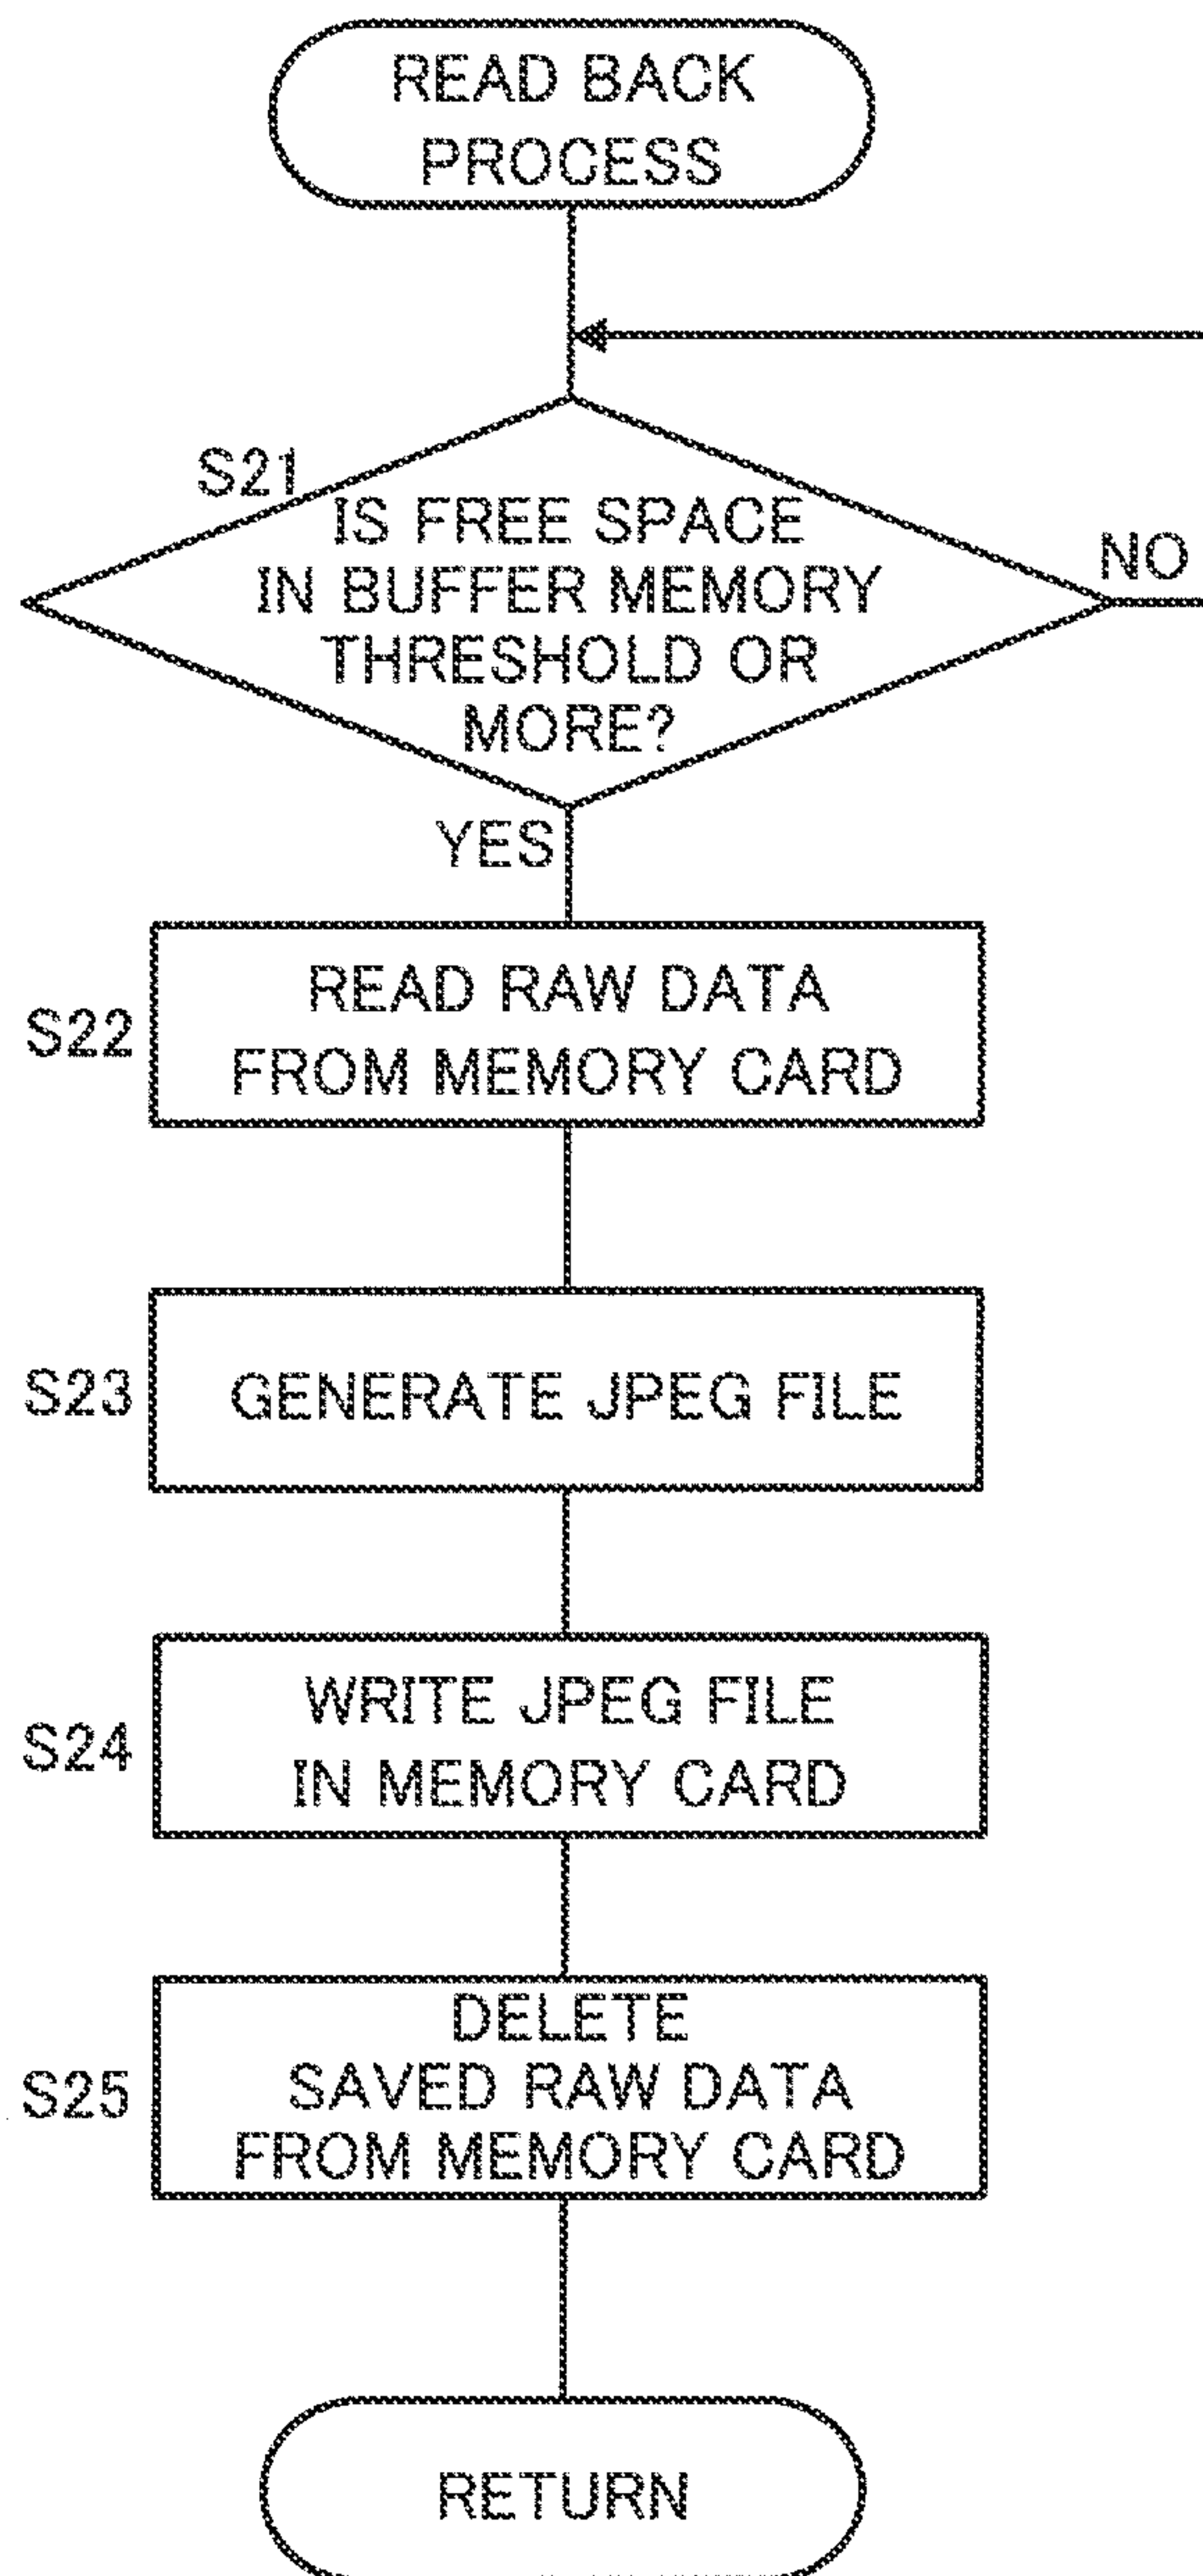 READ BACK
PROCESS
S21
IS FREE SPACE
IN BUFFER MEMORY
THRESHOLD OR
MORE?
NO
YES
S22
READ RAW DATA
FROM MEMORY CARD
S23
GENERATE JPEG FILE
S24
WRITE JPEG FILE
IN MEMORY CARD
S25
DELETE
SAVED RAW DATA
FROM MEMORY CARD
RETURN